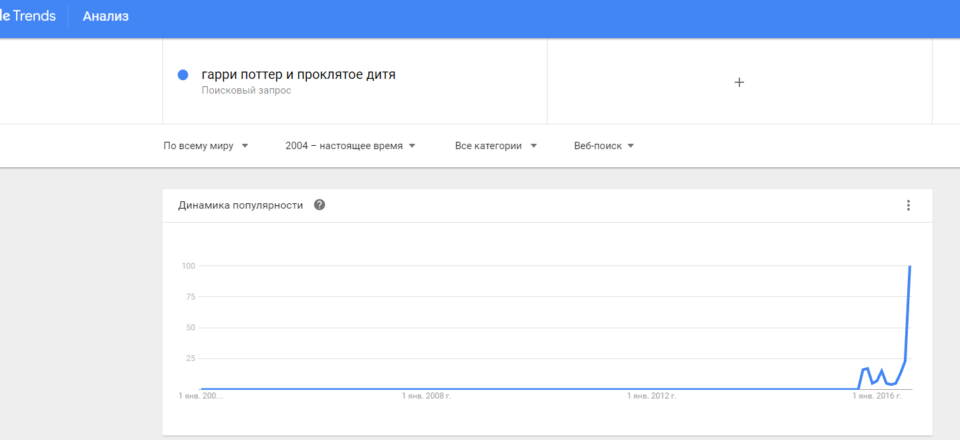 le Trends Анализ
гарри поттер и проклятое дитя
Поисковый запрос
+
По всему миру 2004 – настоящее время Все категории Веб-поиск
Динамика популярности ?
100
75
50
25
1 янв. 200... 1 янв. 2008 г. 1 янв. 2012 г. 1 янв. 2016 г.